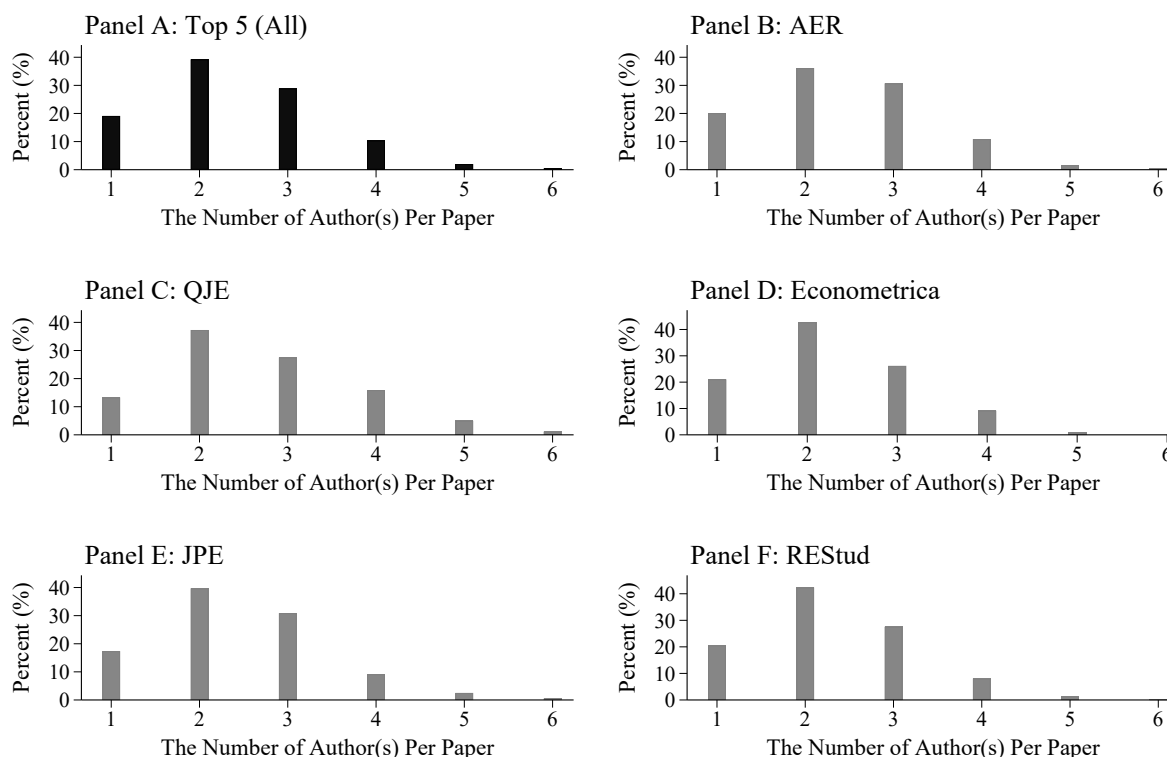 Panel A: Top 5 (All)
Percent (%)
40
30
20
10
0
1 2 3 4 5 6
The Number of Author(s) Per Paper
Panel B: AER
Percent (%)
40
30
20
10
0
1 2 3 4 5 6
The Number of Author(s) Per Paper
Panel C: QJE
Percent (%)
40
30
20
10
0
1 2 3 4 5 6
The Number of Author(s) Per Paper
Panel D: Econometrica
Percent (%)
40
30
20
10
0
1 2 3 4 5 6
The Number of Author(s) Per Paper
Panel E: JPE
Percent (%)
40
30
20
10
0
1 2 3 4 5 6
The Number of Author(s) Per Paper
Panel F: REStud
Percent (%)
40
30
20
10
0
1 2 3 4 5 6
The Number of Author(s) Per Paper